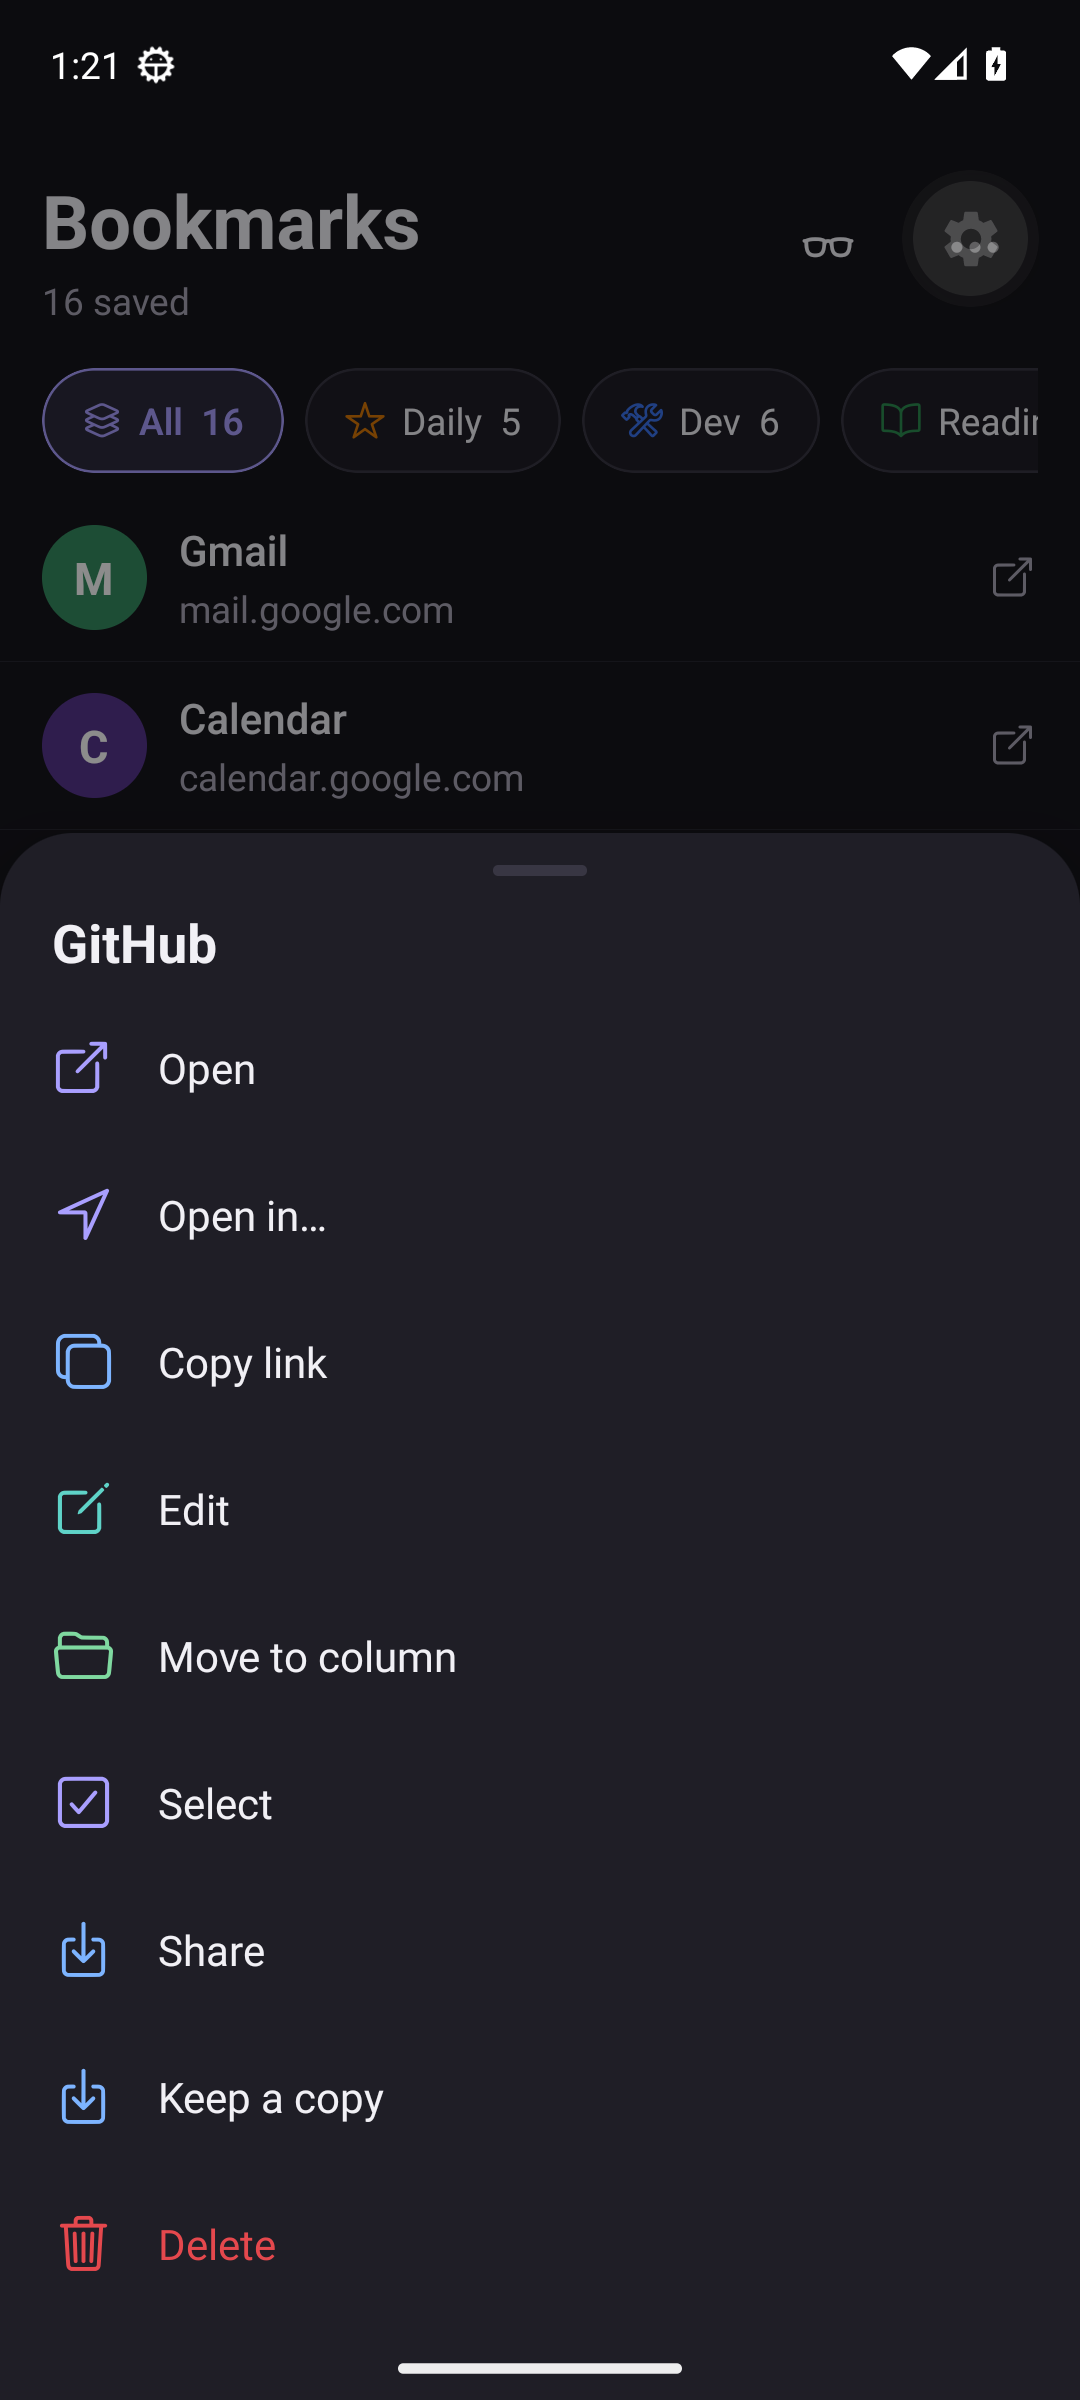 1:21
Bookmarks
16 saved
All 16
Daily 5
Dev 6
Readin
M
Gmail
mail.google.com
C
Calendar
calendar.google.com
GitHub
Open
Open in…
Copy link
Edit
Move to column
Select
Share
Keep a copy
Delete